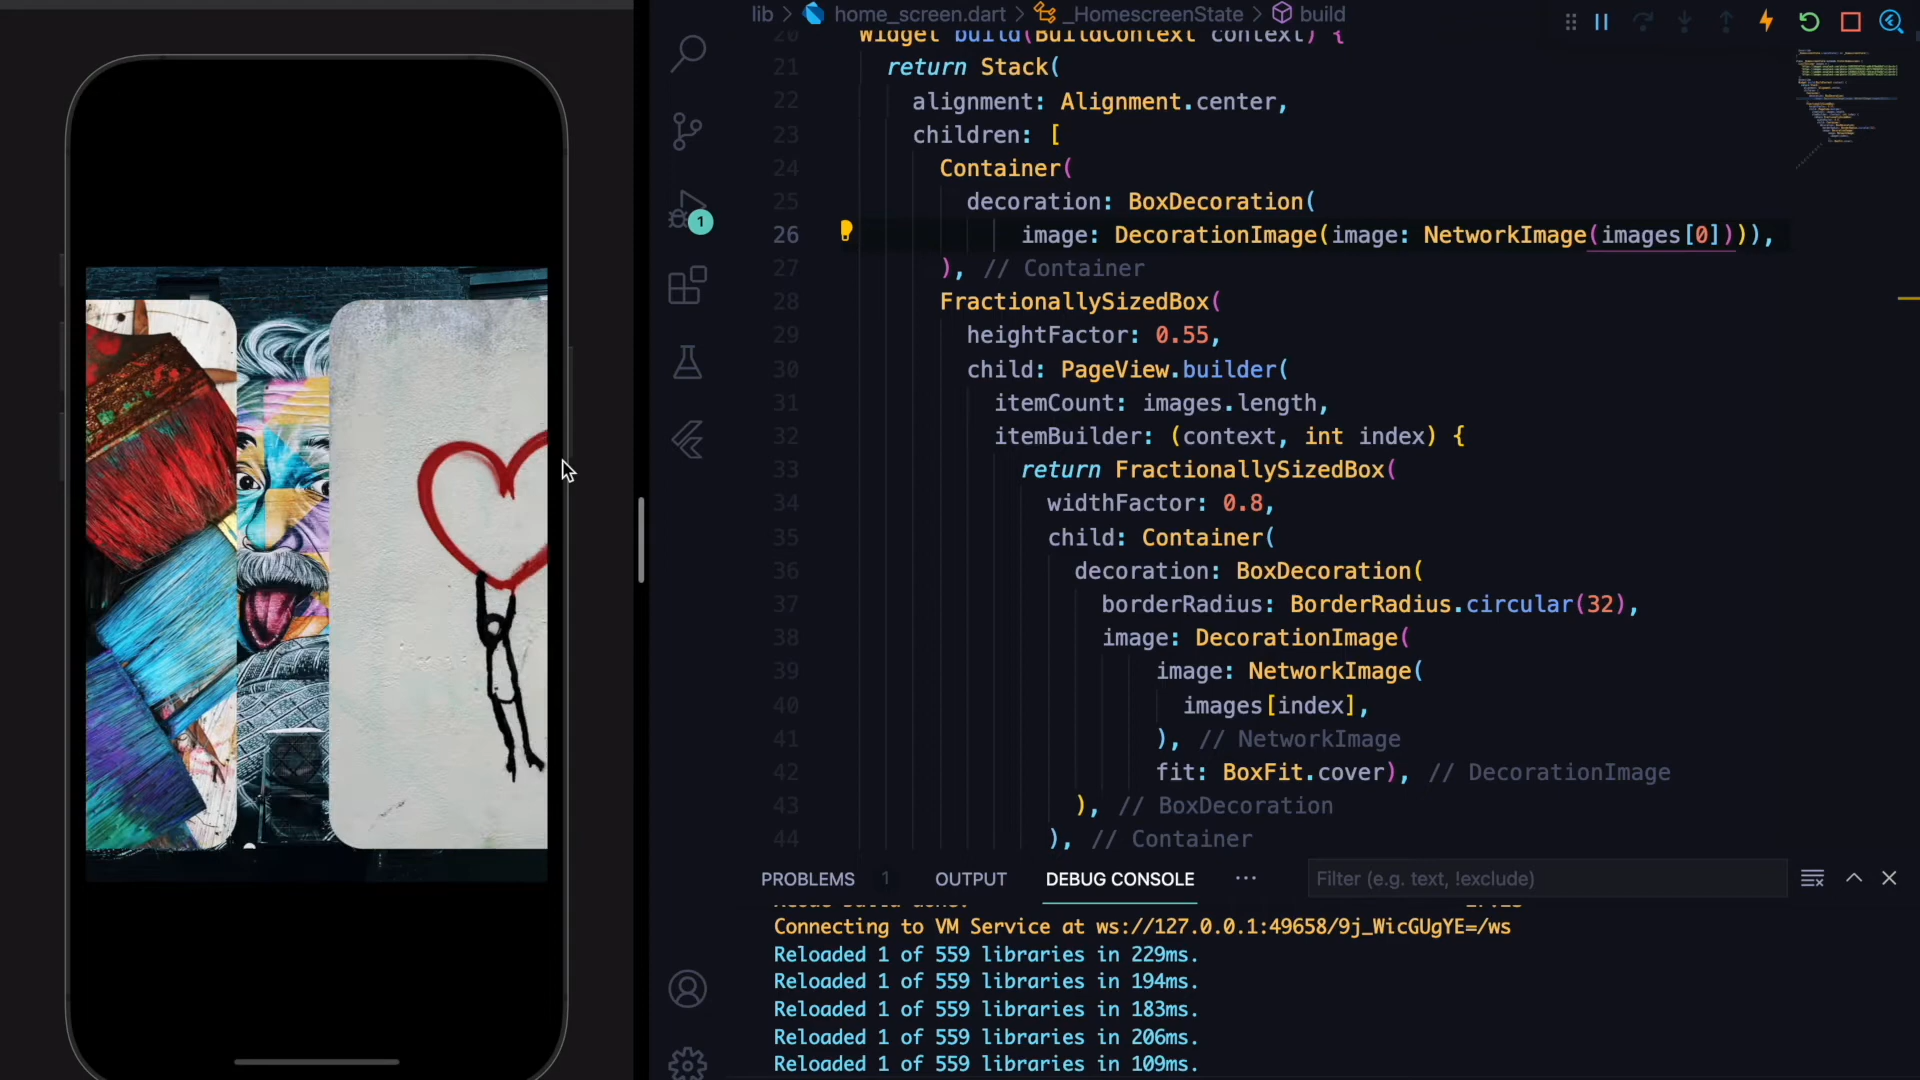 lib > home_screen.dart > _HomescreenState > build
20 Widget build(BuildContext context) {
21 return Stack(
22 alignment: Alignment.center,
23 children: [
24 Container(
25 decoration: BoxDecoration(
26 image: DecorationImage(image: NetworkImage(images[0]))),
27 ), // Container
28 FractionallySizedBox(
29 heightFactor: 0.55,
30 child: PageView.builder(
31 itemCount: images.length,
32 itemBuilder: (context, int index) {
33 return FractionallySizedBox(
34 widthFactor: 0.8,
35 child: Container(
36 decoration: BoxDecoration(
37 borderRadius: BorderRadius.circular(32),
38 image: DecorationImage(
39 image: NetworkImage(
40 images[index],
41 ), // NetworkImage
42 fit: BoxFit.cover), // DecorationImage
43 ), // BoxDecoration
44 ), // Container
1
PROBLEMS 1 OUTPUT DEBUG CONSOLE ... Filter (e.g. text, !exclude)
Connecting to VM Service at ws://127.0.0.1:49658/9j_WicGUgYE=/ws
Reloaded 1 of 559 libraries in 229ms.
Reloaded 1 of 559 libraries in 194ms.
Reloaded 1 of 559 libraries in 183ms.
Reloaded 1 of 559 libraries in 206ms.
Reloaded 1 of 559 libraries in 109ms.